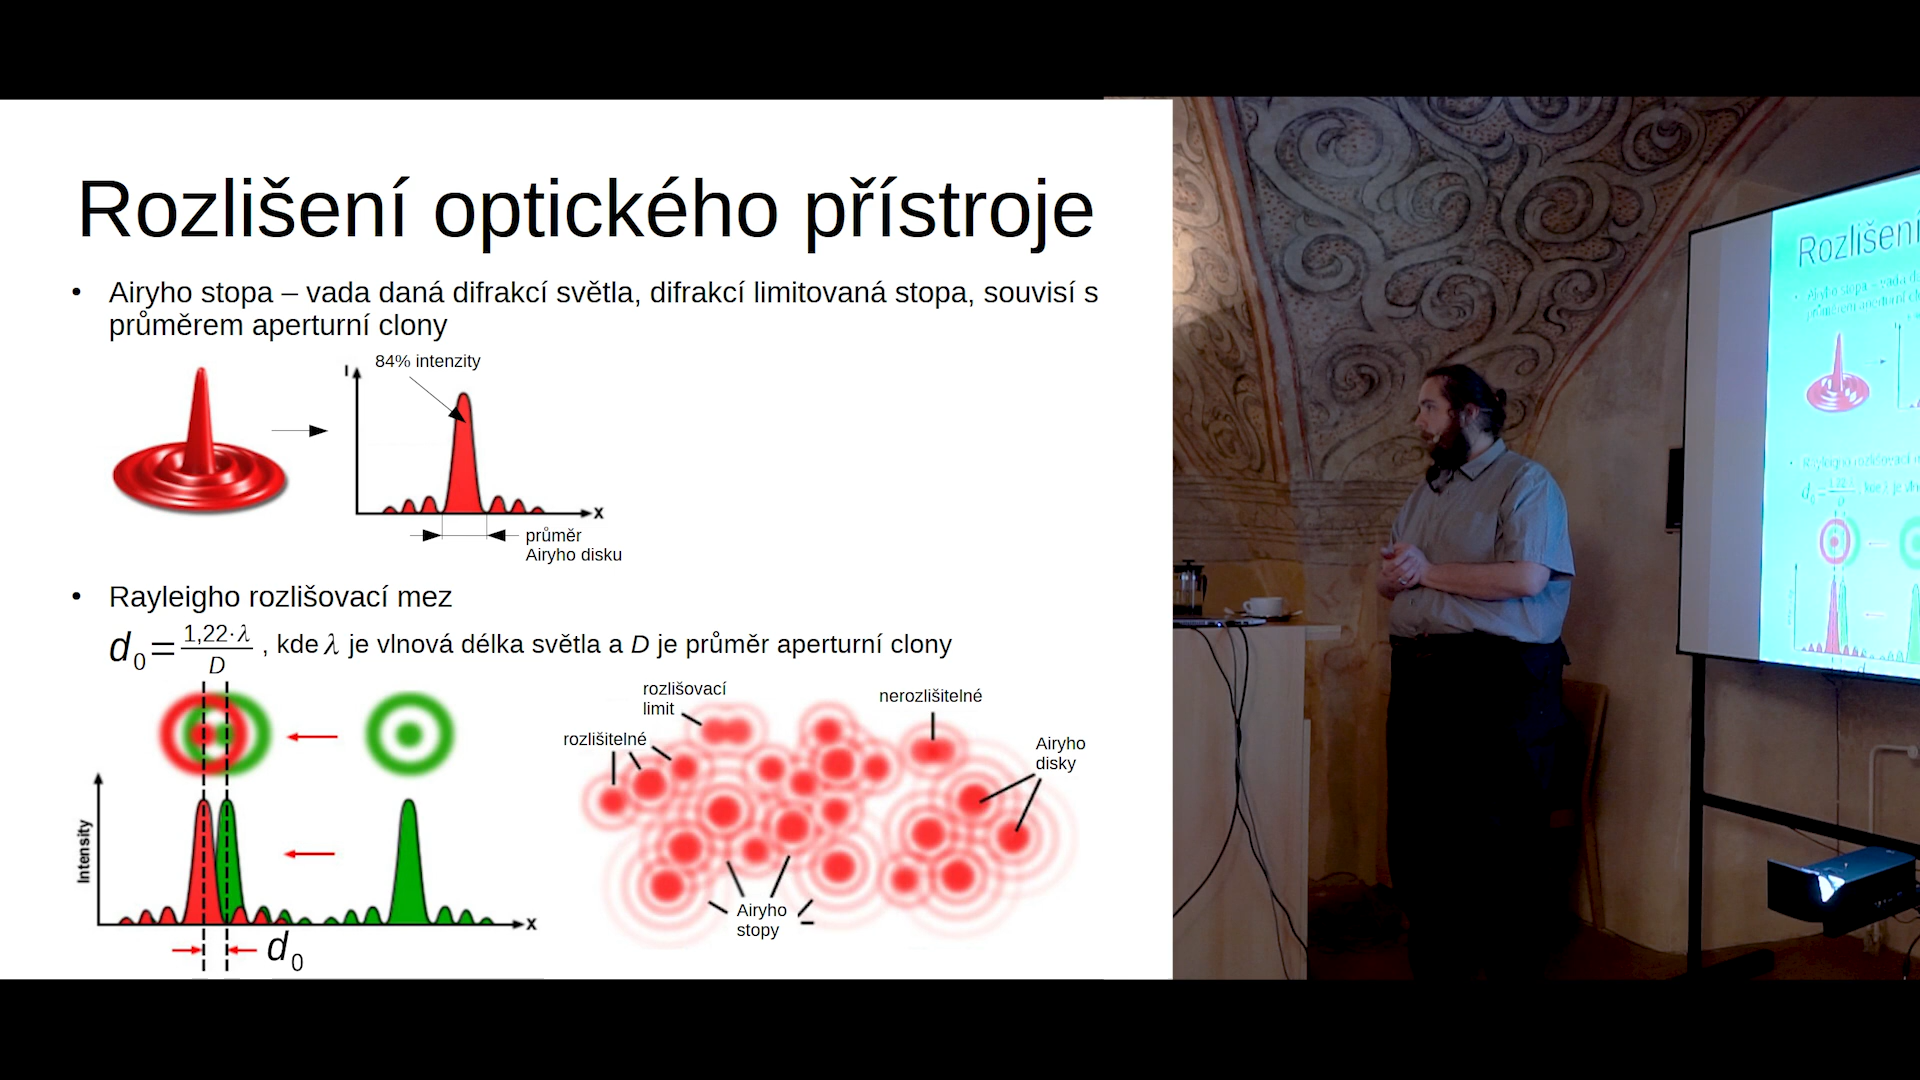 Rozlišení optického přístroje
• Airyho stopa – vada daná difrakcí světla, difrakcí limitovaná stopa, souvisí s
průměrem aperturní clony
84% intenzity
I
x
průměr
Airyho disku
• Rayleigho rozlišovací mez
d₀ = 1,22·λ / D , kde λ je vlnová délka světla a D je průměr aperturní clony
rozlišovací
limit
nerozlišitelné
rozlišitelné
Airyho
disky
Intensity
x
Airyho
stopy
d₀
Rozlišení